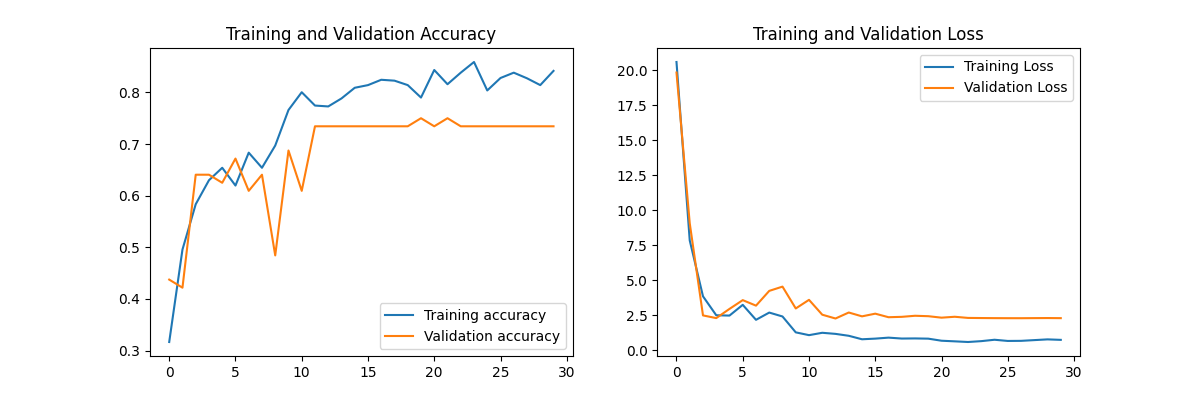 Training and Validation Accuracy
0.8
0.7
0.6
0.5
0.4
0.3
0 5 10 15 20 25 30
Training accuracy
Validation accuracy
Training and Validation Loss
20.0
17.5
15.0
12.5
10.0
7.5
5.0
2.5
0.0
0 5 10 15 20 25 30
Training Loss
Validation Loss